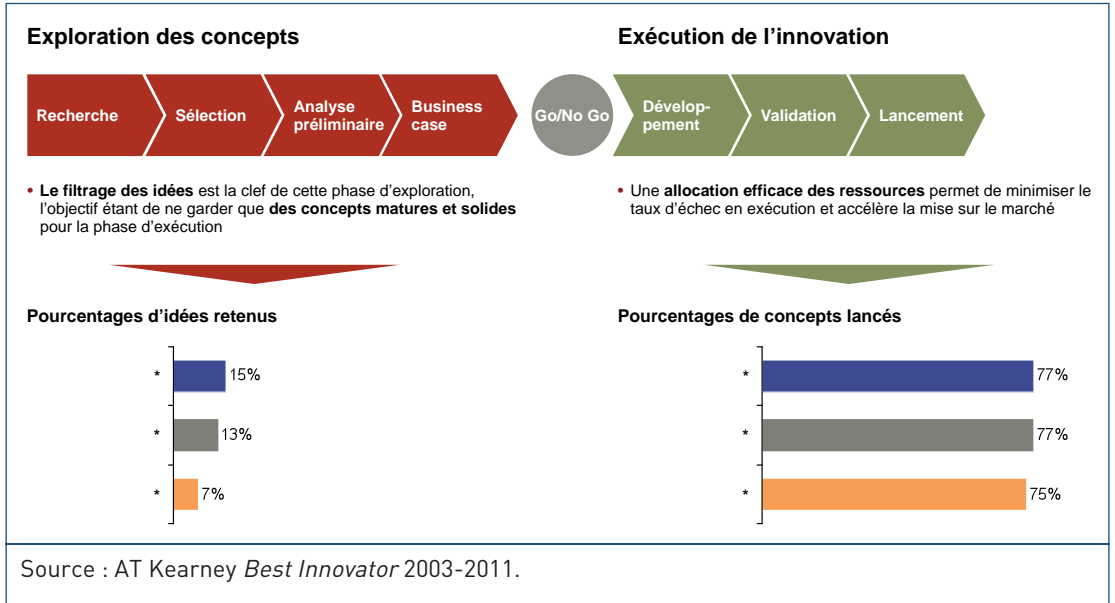 Exploration des concepts
Exécution de l'innovation
Recherche
Sélection
Analyse
préliminaire
Business
case
Go/No Go
Dévelop-
pement
Validation
Lancement
• Le filtrage des idées est la clef de cette phase d'exploration,
l'objectif étant de ne garder que des concepts matures et solides
pour la phase d'exécution
• Une allocation efficace des ressources permet de minimiser le
taux d'échec en exécution et accélère la mise sur le marché
Pourcentages d'idées retenus
* 15%
* 13%
* 7%
Pourcentages de concepts lancés
* 77%
* 77%
* 75%
Source : AT Kearney Best Innovator 2003-2011.